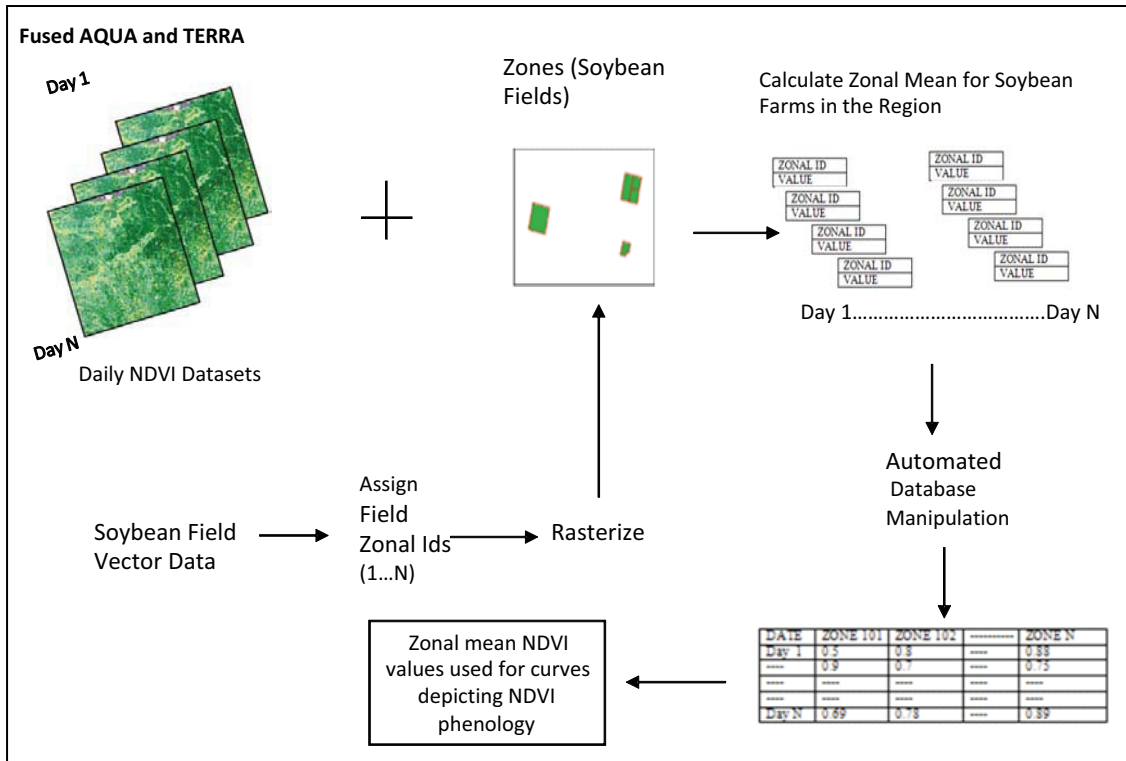 Fused AQUA and TERRA
Day 1
Day N
Daily NDVI Datasets
Zones (Soybean
Fields)
Calculate Zonal Mean for Soybean
Farms in the Region
ZONAL ID
VALUE
ZONAL ID
VALUE
ZONAL ID
VALUE
ZONAL ID
VALUE
ZONAL ID
VALUE
ZONAL ID
VALUE
ZONAL ID
VALUE
ZONAL ID
VALUE
Day 1……………………………….Day N
Automated
Database
Manipulation
Soybean Field
Vector Data
Assign
Field
Zonal Ids
(1…N)
Rasterize
Zonal mean NDVI
values used for curves
depicting NDVI
phenology
DATE ZONE 101 ZONE 102 ---------- ZONE N
Day 1 0.5 0.8 ---- 0.88
---- 0.9 0.7 ---- 0.75
---- ---- ---- ---- ----
---- ---- ---- ---- ----
Day N 0.69 0.78 ---- 0.89